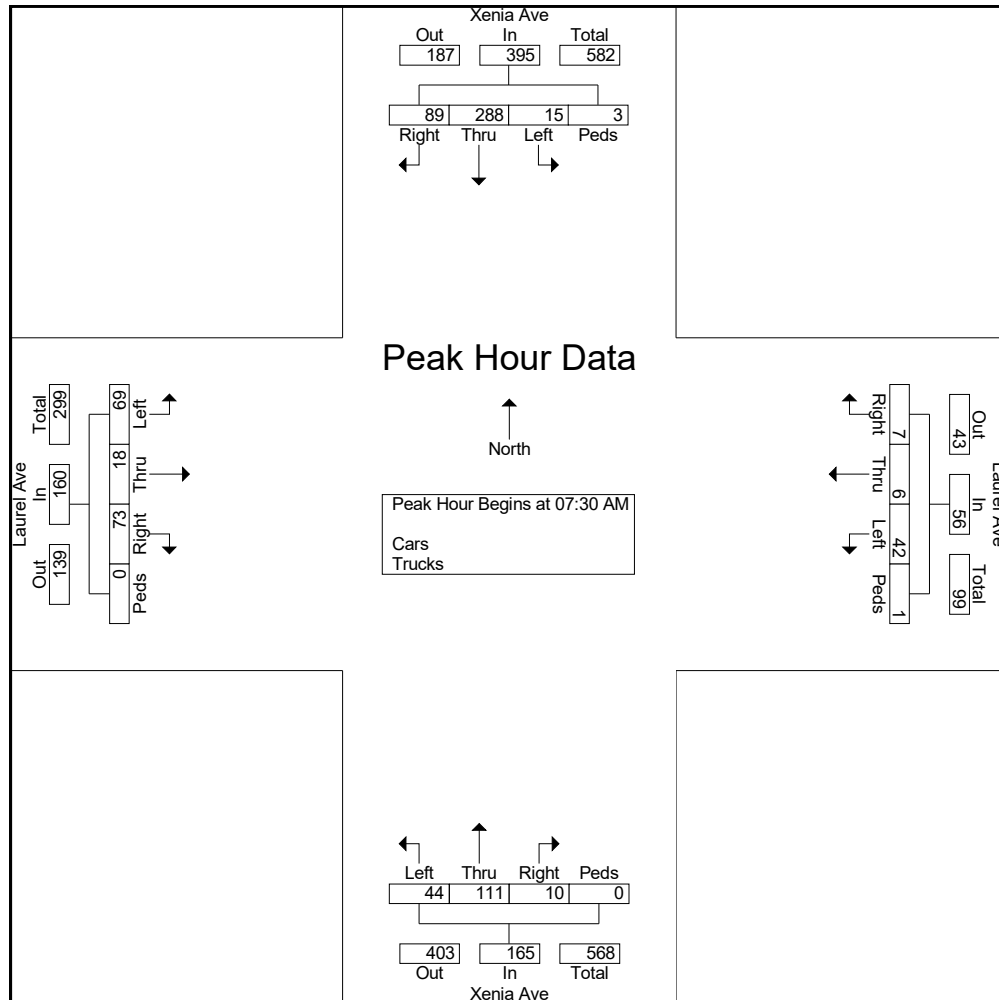 Xenia Ave
Out In Total
187 395 582
89 288 15 3
Right Thru Left Peds
Peak Hour Data
North
Peak Hour Begins at 07:30 AM
Cars
Trucks
Laurel Ave
Total In Out
299 160 139
69 18 73 0
Left Thru Right Peds
Laurel Ave
Out In Total
43 56 99
7 6 42 1
Right Thru Left Peds
Left Thru Right Peds
44 111 10 0
403 165 568
Out In Total
Xenia Ave